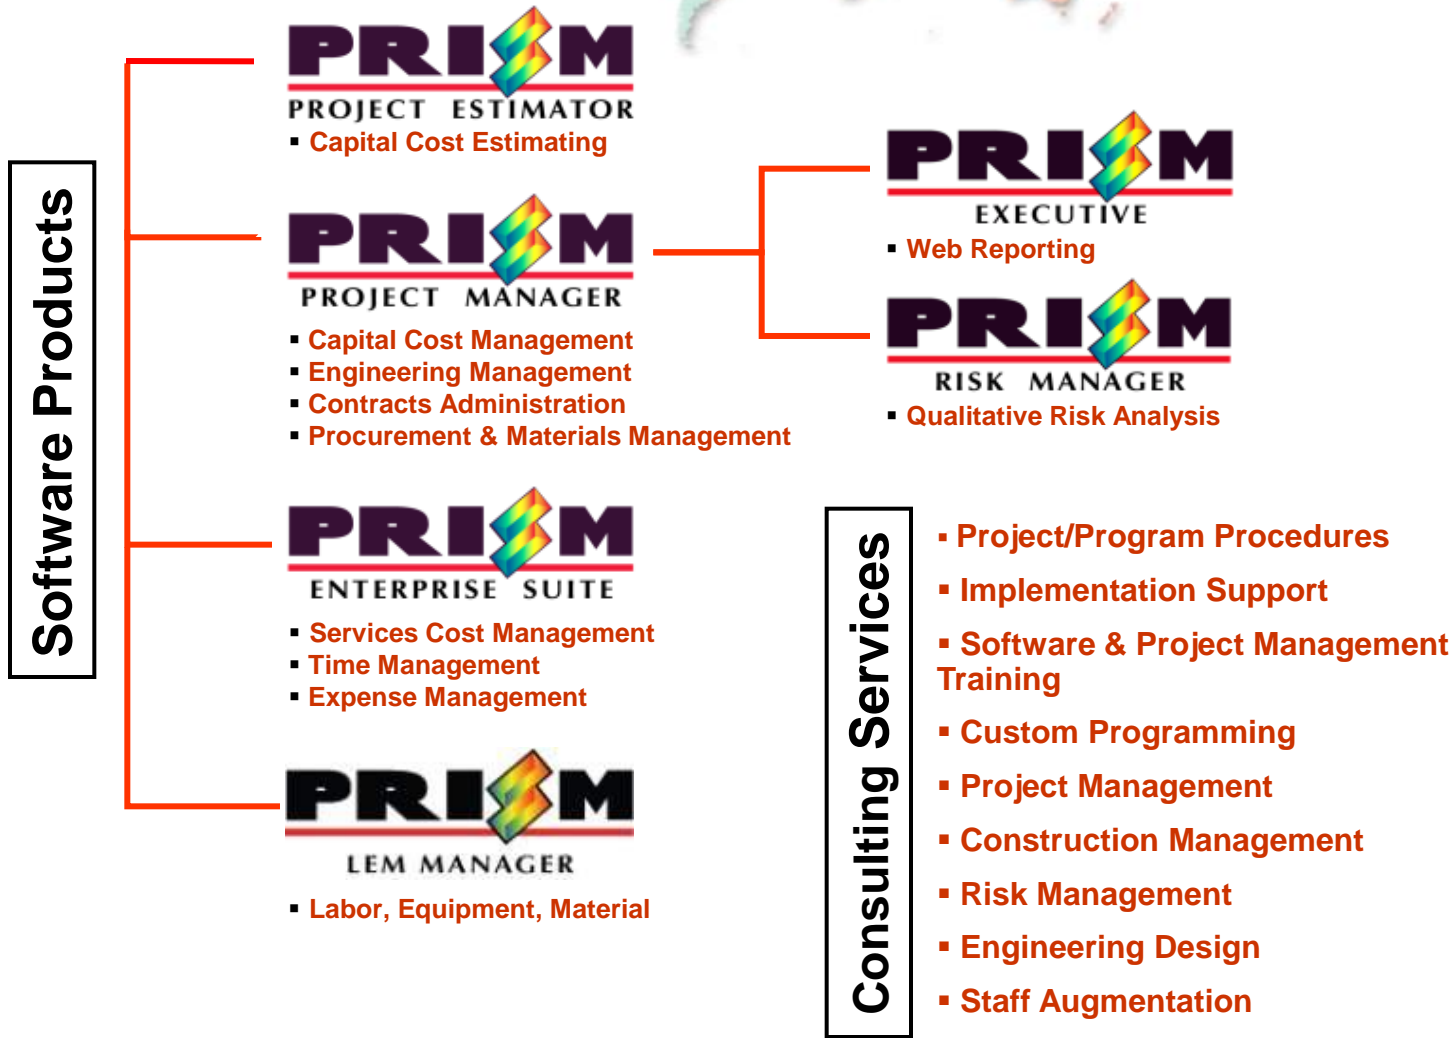 Software Products
PRISM
PROJECT ESTIMATOR
▪ Capital Cost Estimating
PRISM
PROJECT MANAGER
▪ Capital Cost Management
▪ Engineering Management
▪ Contracts Administration
▪ Procurement & Materials Management
PRISM
ENTERPRISE SUITE
▪ Services Cost Management
▪ Time Management
▪ Expense Management
PRISM
LEM MANAGER
▪ Labor, Equipment, Material
PRISM
EXECUTIVE
▪ Web Reporting
PRISM
RISK MANAGER
▪ Qualitative Risk Analysis
Consulting Services
▪ Project/Program Procedures
▪ Implementation Support
▪ Software & Project Management
Training
▪ Custom Programming
▪ Project Management
▪ Construction Management
▪ Risk Management
▪ Engineering Design
▪ Staff Augmentation